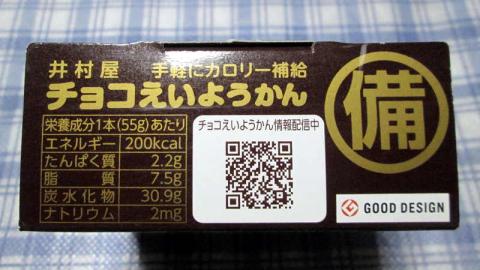 井村屋 手軽にカロリー補給
チョコえいようかん
備
栄養成分1本(55g)あたり
エネルギー 200kcal
たんぱく質 2.2g
脂質 7.5g
炭水化物 30.9g
ナトリウム 2mg
チョコえいようかん情報配信中
G GOOD DESIGN